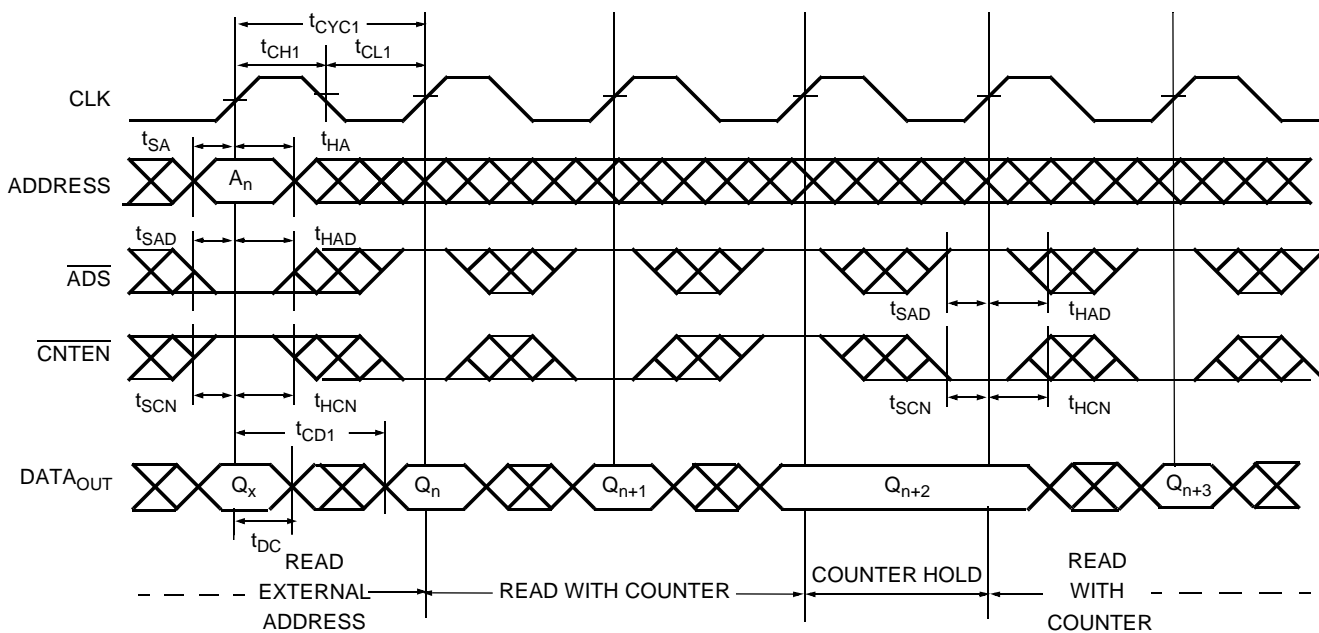 tCYC1
tCH1 tCL1
CLK
tSA tHA
ADDRESS An
tSAD tHAD
ADS
tSAD tHAD
CNTEN
tSCN tHCN tSCN tHCN
tCD1
DATAOUT Qx Qn Qn+1 Qn+2 Qn+3
tDC
READ EXTERNAL ADDRESS
READ WITH COUNTER
COUNTER HOLD
READ WITH COUNTER